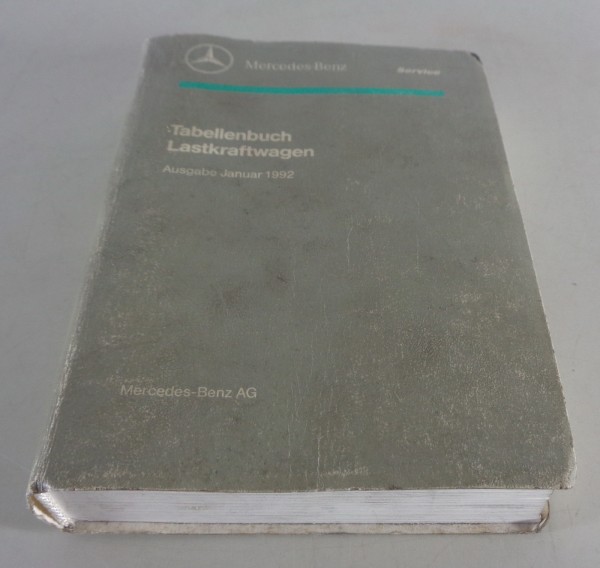 Mercedes-Benz Service
Tabellenbuch
Lastkraftwagen
Ausgabe Januar 1992
Mercedes-Benz AG